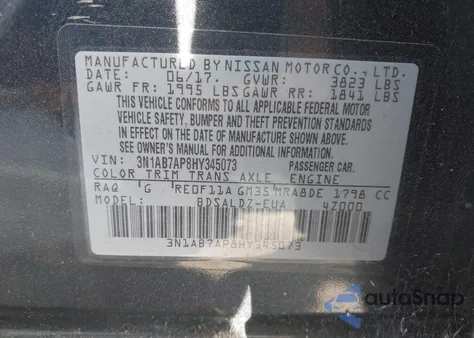 MANUFACTURED BY NISSAN MOTOR CO., LTD.
DATE: 06/17. GVWR: 3823 LBS
GAWR FR: 1995 LBS GAWR RR: 1841 LBS
THIS VEHICLE CONFORMS TO ALL APPLICABLE FEDERAL MOTOR
VEHICLE SAFETY, BUMPER AND THEFT PREVENTION STANDARDS
IN EFFECT ON THE DATE OF MANUFACTURE SHOWN ABOVE.
SEE OWNER'S MANUAL FOR ADDITIONAL INFORMATION.
VIN: 3N1AB7AP8HY345073 PASSENGER CAR.
COLOR TRIM TRANS AXLE ENGINE
RAQ G RE0F11A GM35 MRA8DE 1798 CC
MODEL: BDSALDZ-EUA 4Z000
3N1AB7AP8HY345073
autoSnap